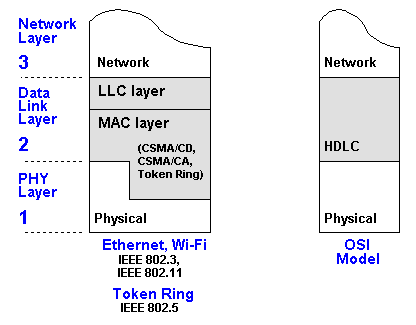 Network
Layer
3
Data
Link
Layer
2
PHY
Layer
1
Network
LLC layer
MAC layer
(CSMA/CD,
CSMA/CA,
Token Ring)
Physical
Ethernet, Wi-Fi
IEEE 802.3,
IEEE 802.11
Token Ring
IEEE 802.5
Network
HDLC
Physical
OSI
Model